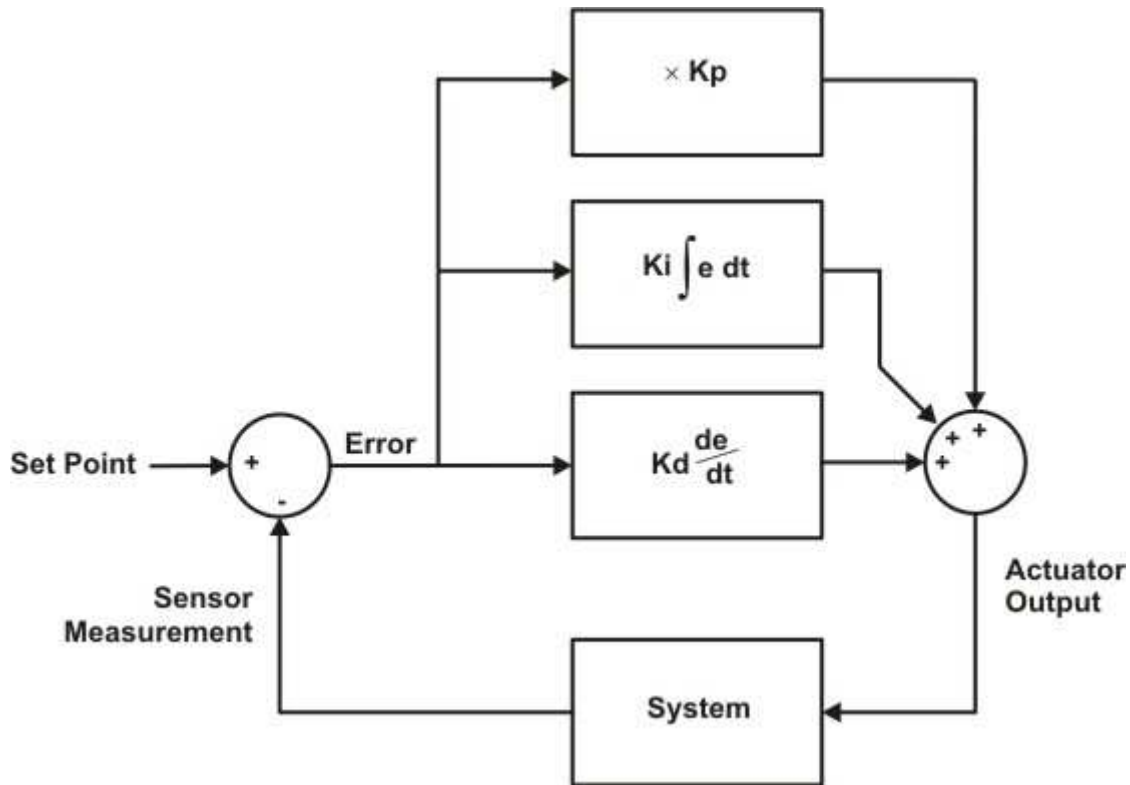 × Kp
Ki ∫ e dt
Kd de/dt
Set Point
+
-
Error
+
+
+
Sensor
Measurement
Actuator
Output
System